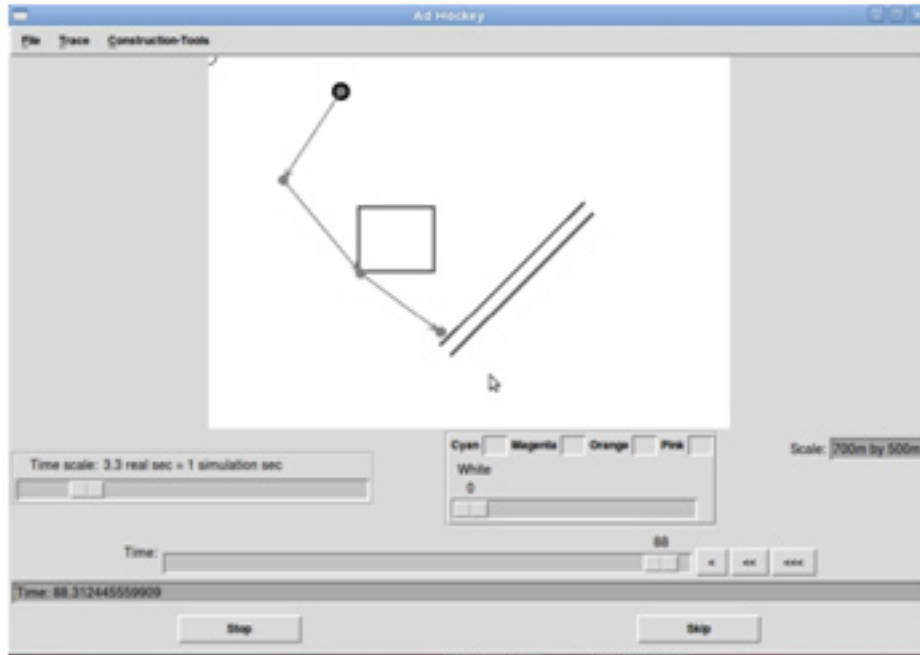 Ad Hockey
File Trace Construction-Tools
Cyan Magenta Orange Pink
Scale: 700m by 500m
Time scale: 3.3 real sec = 1 simulation sec
White
0
88
Time: < << <<<
Time: 88.312445559909
Stop Skip